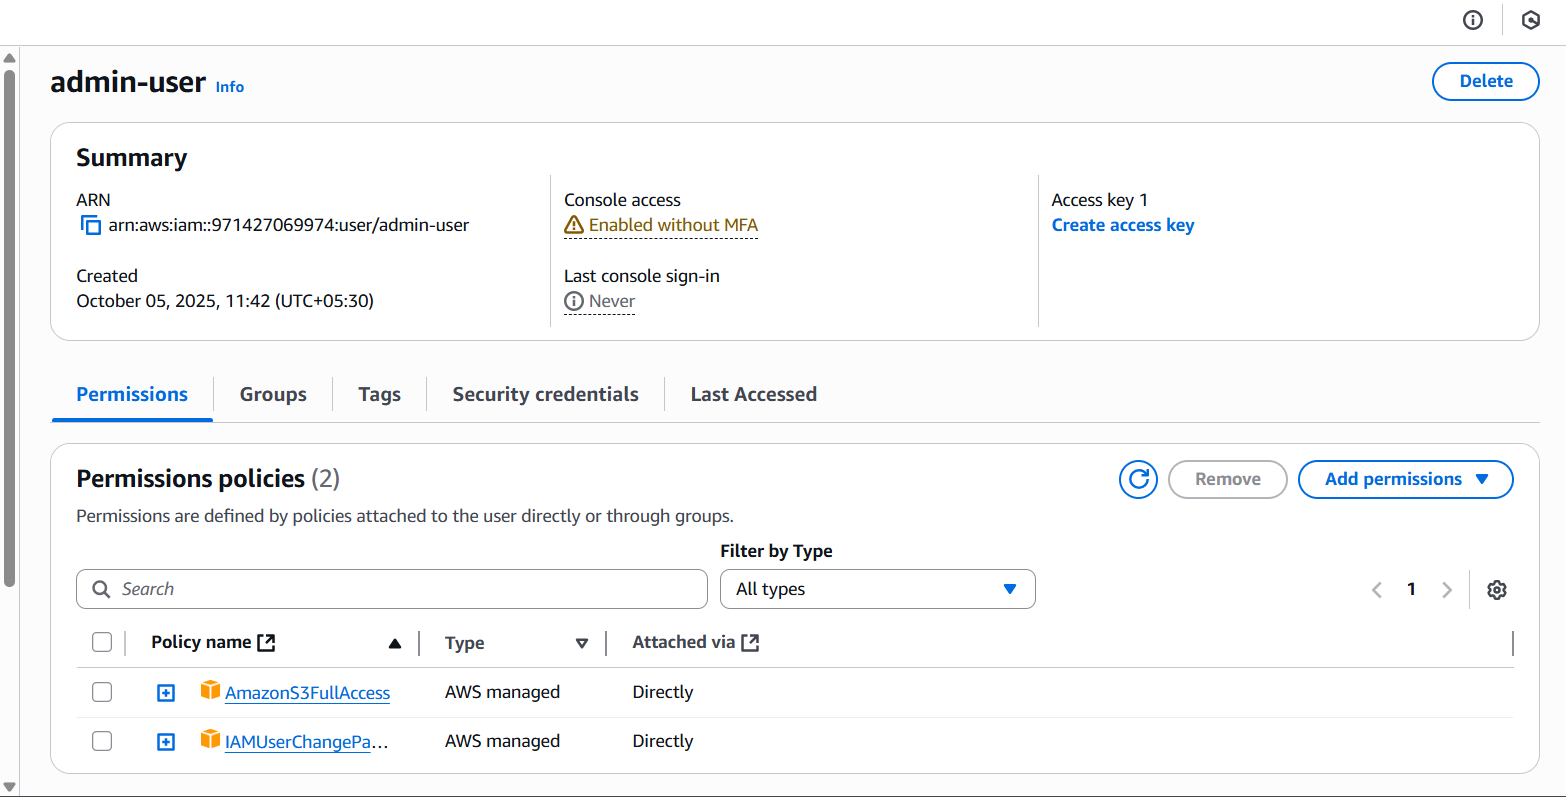 admin-user Info
Delete
Summary
ARN
arn:aws:iam::971427069974:user/admin-user
Created
October 05, 2025, 11:42 (UTC+05:30)
Console access
Enabled without MFA
Last console sign-in
Never
Access key 1
Create access key
Permissions Groups Tags Security credentials Last Accessed
Permissions policies (2)
Remove Add permissions
Permissions are defined by policies attached to the user directly or through groups.
Filter by Type
Search All types 1
Policy name Type Attached via
AmazonS3FullAccess AWS managed Directly
IAMUserChangePa... AWS managed Directly